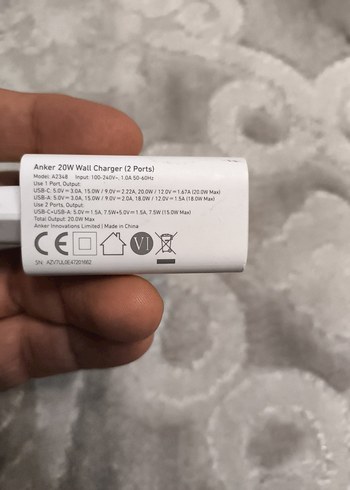 Anker 20W Wall Charger (2 Ports)
Model: A2348 Input: 100-240V~, 1.0A 50-60Hz
Use 1 Port, Output:
USB-C: 5.0V⎓3.0A, 15.0W / 9.0V⎓2.22A, 20.0W / 12.0V⎓1.67A (20.0W Max)
USB-A: 5.0V⎓3.0A, 15.0W / 9.0V⎓2.0A, 18.0W / 12.0V⎓1.5A (18.0W Max)
Use 2 Ports, Output:
USB-C+USB-A: 5.0V⎓1.5A, 7.5W+5.0V⎓1.5A, 7.5W (15.0W Max)
Total Output: 20.0W Max
Anker Innovations Limited | Made in China
CE VI
SN: